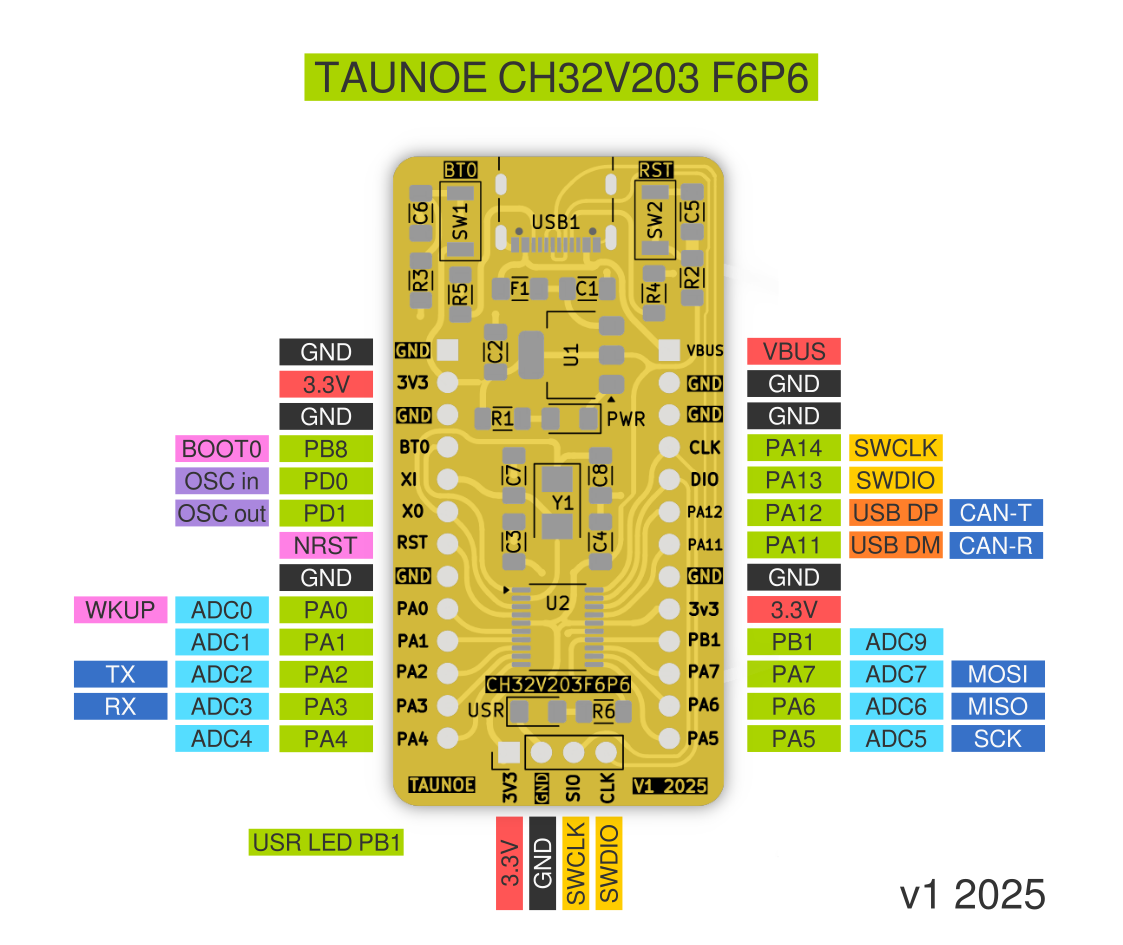 TAUNOE CH32V203 F6P6
BT0 RST
C6 SW1 USB1 SW2 C5
R3 R5 F1 C1 R4 R2
C2 U1
GND GND VBUS VBUS
3.3V 3V3 GND GND
GND GND R1 PWR GND GND
BOOT0 PB8 BT0 CLK PA14 SWCLK
OSC in PD0 XI C7 C8 DIO PA13 SWDIO
OSC out PD1 XO Y1 PA12 PA12 USB DP CAN-T
NRST RST C3 C4 PA11 PA11 USB DM CAN-R
GND GND GND GND
WKUP ADC0 PA0 PA0 U2 3v3 3.3V
ADC1 PA1 PA1 PB1 PB1 ADC9
TX ADC2 PA2 PA2 PA7 PA7 ADC7 MOSI
CH32V203F6P6
RX ADC3 PA3 PA3 USR R6 PA6 PA6 ADC6 MISO
ADC4 PA4 PA4 PA5 PA5 ADC5 SCK
TAUNOE 3V3 GND SIO CLK V1 2025
USR LED PB1 3.3V GND SWCLK SWDIO
v1 2025